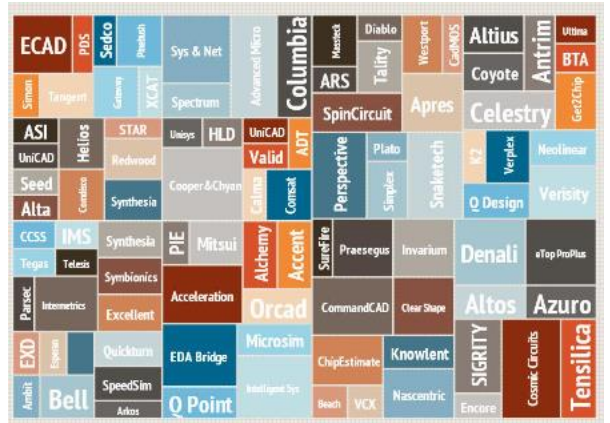 ECAD
PDS
Sedco
Pinebush
Sys & Net
Advanced Micro
Columbia
Simon
Tangent
Gateway
XCAT
Spectrum
Massteck
Diablo
Tality
Westport
CadMOS
ARS
SpinCircuit
Apres
Altius
Antrim
Ultima
BTA
Coyote
Get2Chip
Celestry
ASI
Helios
STAR
UniCAD
Redwood
Seed
Condisco
Synthesia
Alta
Unisys
HLD
UniCAD
ADT
Valid
Cooper & Chyan
Calma
Comsat
Perspective
Plato
Simplex
Snaketech
K2
Verplex
Neolinear
Verisity
Q Design
CCSS
IMS
Synthesia
Tegas
Telesis
Symbionics
Parsec
Intermetrics
Excellent
PIE
Mitsui
Alchemy
Accent
Acceleration
Orcad
SureFire
Praesegus
Invarium
CommandCAD
Clear Shape
Denali
eTop ProPlus
Altos
Azuro
EXD
Esperan
Quickturn
Ambit
Bell
SpeedSim
Arkos
EDA Bridge
Microsim
Q Point
Intelligent Sys
ChipEstimate
Knowlent
Beach
VCX
Nascentric
SIGRITY
Cosmic Circuits
Tensilica
Encore